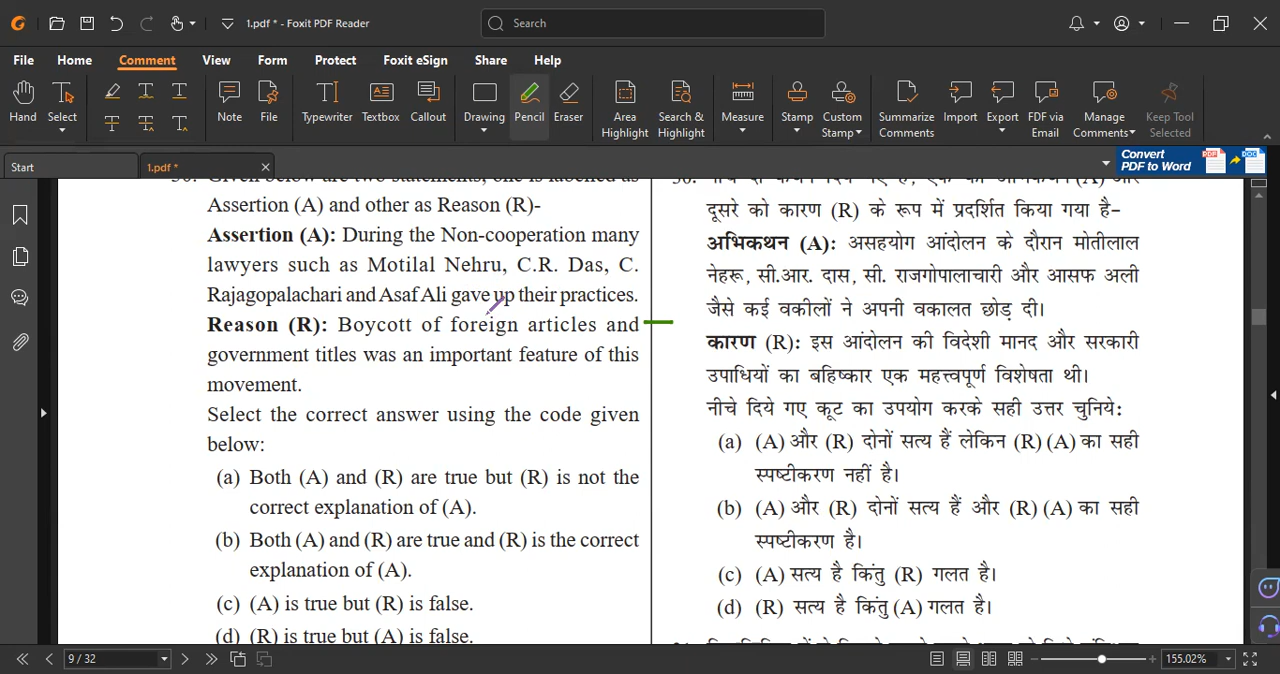 1.pdf * - Foxit PDF Reader
Search
File Home Comment View Form Protect Foxit eSign Share Help
Hand Select Note File Typewriter Textbox Callout Drawing Pencil Eraser Area Highlight Search & Highlight Measure Stamp Custom Stamp Summarize Comments Import Export FDF via Email Manage Comments Keep Tool Selected
Start 1.pdf *
Convert
PDF to Word
Assertion (A) and other as Reason (R)-
Assertion (A): During the Non-cooperation many
lawyers such as Motilal Nehru, C.R. Das, C.
Rajagopalachari and Asaf Ali gave up their practices.
Reason (R): Boycott of foreign articles and
government titles was an important feature of this
movement.
Select the correct answer using the code given
below:
(a) Both (A) and (R) are true but (R) is not the
correct explanation of (A).
(b) Both (A) and (R) are true and (R) is the correct
explanation of (A).
(c) (A) is true but (R) is false.
(d) (R) is true but (A) is false.
दूसरे को कारण (R) के रूप में प्रदर्शित किया गया है–
अभिकथन (A): असहयोग आंदोलन के दौरान मोतीलाल
नेहरू, सी.आर. दास, सी. राजगोपालाचारी और आसफ अली
जैसे कई वकीलों ने अपनी वकालत छोड़ दी।
कारण (R): इस आंदोलन की विदेशी मानद और सरकारी
उपाधियों का बहिष्कार एक महत्त्वपूर्ण विशेषता थी।
नीचे दिये गए कूट का उपयोग करके सही उत्तर चुनिये:
(a) (A) और (R) दोनों सत्य हैं लेकिन (R) (A) का सही
स्पष्टीकरण नहीं है।
(b) (A) और (R) दोनों सत्य हैं और (R) (A) का सही
स्पष्टीकरण है।
(c) (A) सत्य है किंतु (R) गलत है।
(d) (R) सत्य है किंतु (A) गलत है।
9 / 32
155.02%